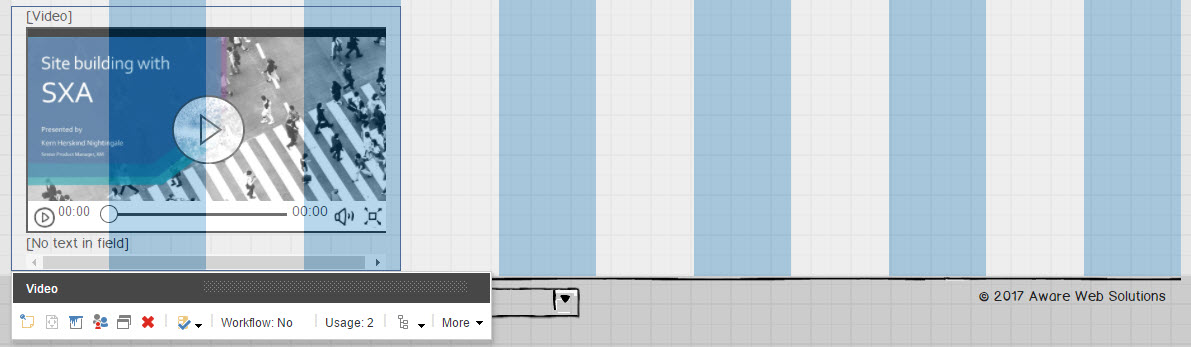 [Video]
Site building with
SXA
Presented by
Kern Herskind Nightingale
Senior Product Manager, XM
00:00
00:00
[No text in field]
Video
Workflow: No
Usage: 2
More
© 2017 Aware Web Solutions